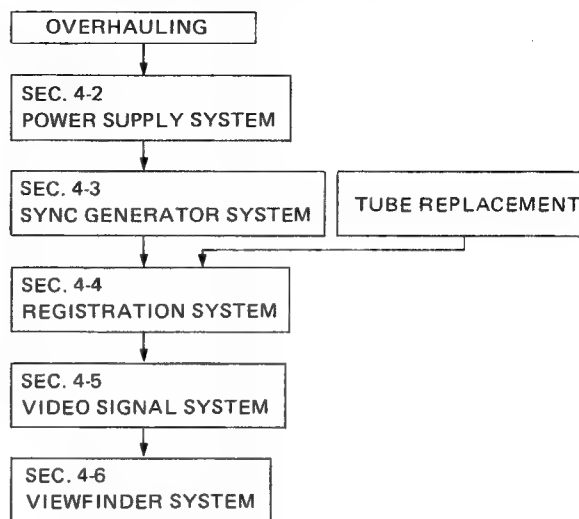 OVERHAULING
SEC. 4-2
POWER SUPPLY SYSTEM
SEC. 4-3
SYNC GENERATOR SYSTEM
TUBE REPLACEMENT
SEC. 4-4
REGISTRATION SYSTEM
SEC. 4-5
VIDEO SIGNAL SYSTEM
SEC. 4-6
VIEWFINDER SYSTEM